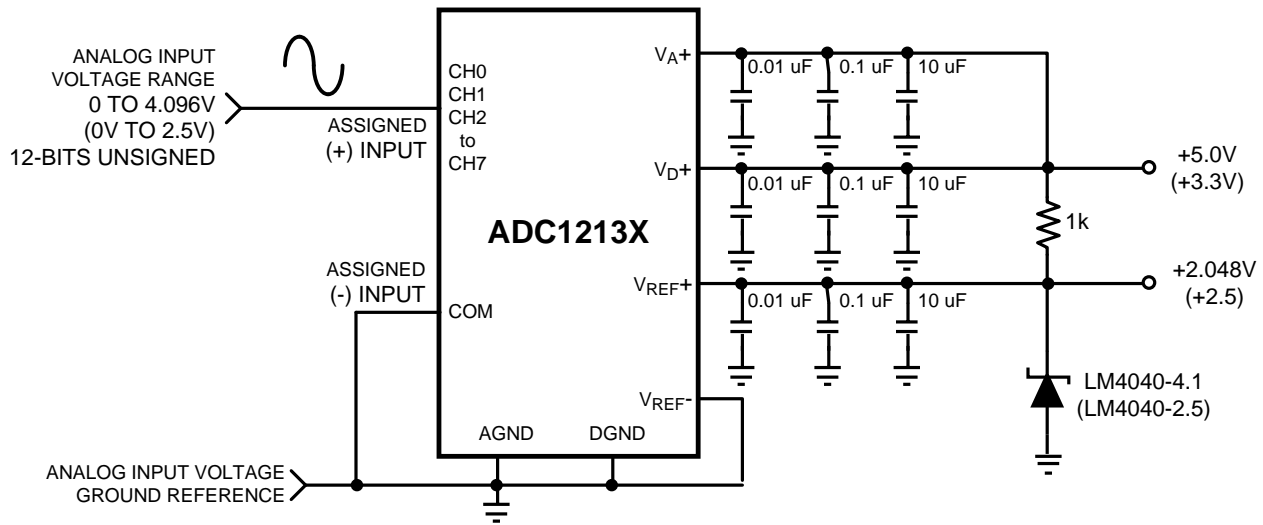 ANALOG INPUT
VOLTAGE RANGE
0 TO 4.096V
(0V TO 2.5V)
12-BITS UNSIGNED
ASSIGNED
(+) INPUT
CH0
CH1
CH2
to
CH7
ADC1213X
ASSIGNED
(-) INPUT
COM
AGND
DGND
ANALOG INPUT VOLTAGE
GROUND REFERENCE
VA+
0.01 uF
0.1 uF
10 uF
VD+
0.01 uF
0.1 uF
10 uF
+5.0V
(+3.3V)
1k
VREF+
0.01 uF
0.1 uF
10 uF
+2.048V
(+2.5)
VREF-
LM4040-4.1
(LM4040-2.5)